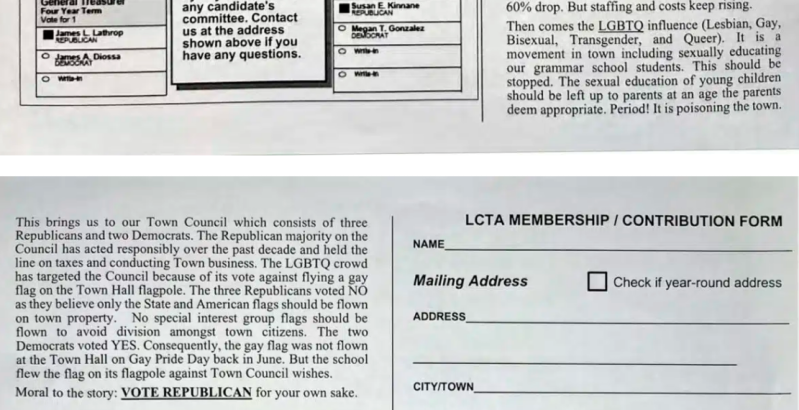 General Treasurer
Four Year Term
Vote for 1
James L. Lathrop
REPUBLICAN
James A. Diossa
DEMOCRAT
Write-in
any candidate's
committee. Contact
us at the address
shown above if you
have any questions.
Susan E. Kinnane
REPUBLICAN
Megan T. Gonzalez
DEMOCRAT
Write-in
Write-in
60% drop. But staffing and costs keep rising.
Then comes the LGBTQ influence (Lesbian, Gay,
Bisexual, Transgender, and Queer). It is a
movement in town including sexually educating
our grammar school students. This should be
stopped. The sexual education of young children
should be left up to parents at an age the parents
deem appropriate. Period! It is poisoning the town.
This brings us to our Town Council which consists of three
Republicans and two Democrats. The Republican majority on the
Council has acted responsibly over the past decade and held the
line on taxes and conducting Town business. The LGBTQ crowd
has targeted the Council because of its vote against flying a gay
flag on the Town Hall flagpole. The three Republicans voted NO
as they believe only the State and American flags should be flown
on town property. No special interest group flags should be
flown to avoid division amongst town citizens. The two
Democrats voted YES. Consequently, the gay flag was not flown
at the Town Hall on Gay Pride Day back in June. But the school
flew the flag on its flagpole against Town Council wishes.
Moral to the story: VOTE REPUBLICAN for your own sake.
LCTA MEMBERSHIP / CONTRIBUTION FORM
NAME
Mailing Address
Check if year-round address
ADDRESS
CITY/TOWN